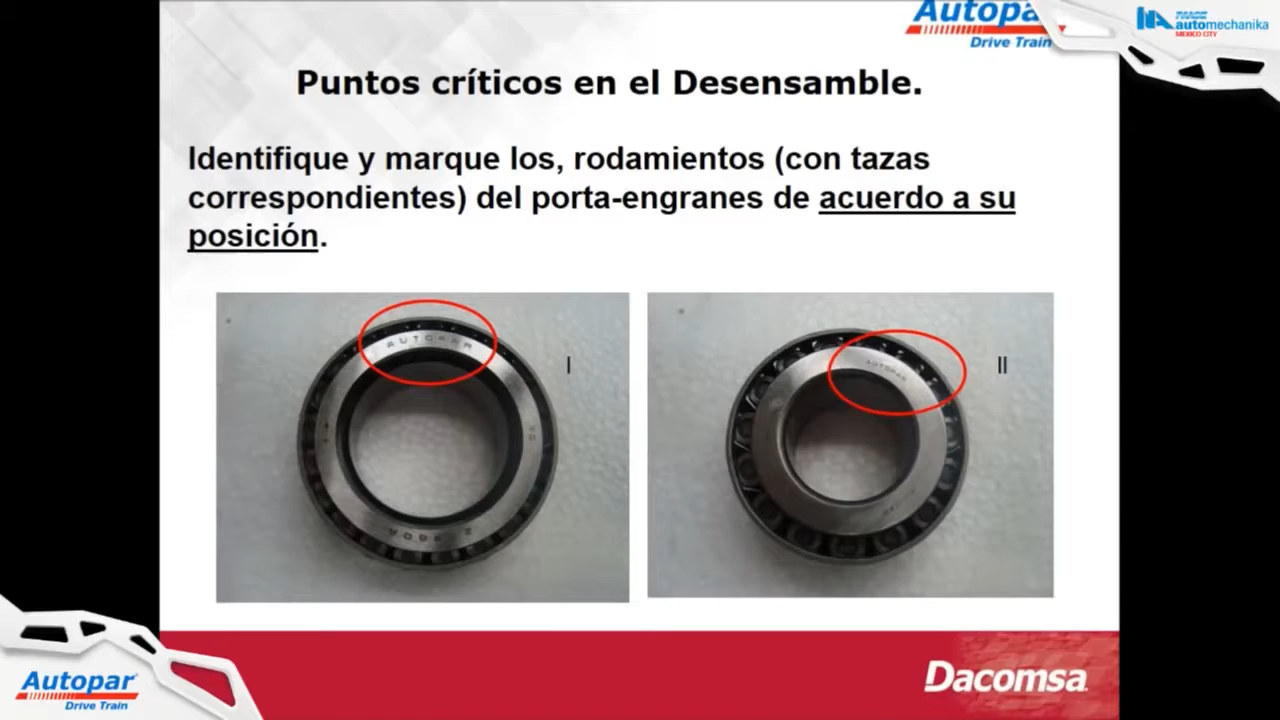 Autopar
Drive Train
PAACE
automechanika
MEXICO CITY
Puntos críticos en el Desensamble.
Identifique y marque los, rodamientos (con tazas
correspondientes) del porta-engranes de acuerdo a su
posición.
AUTOPAR
I
AUTOPAR
II
Dacomsa
Autopar
Drive Train